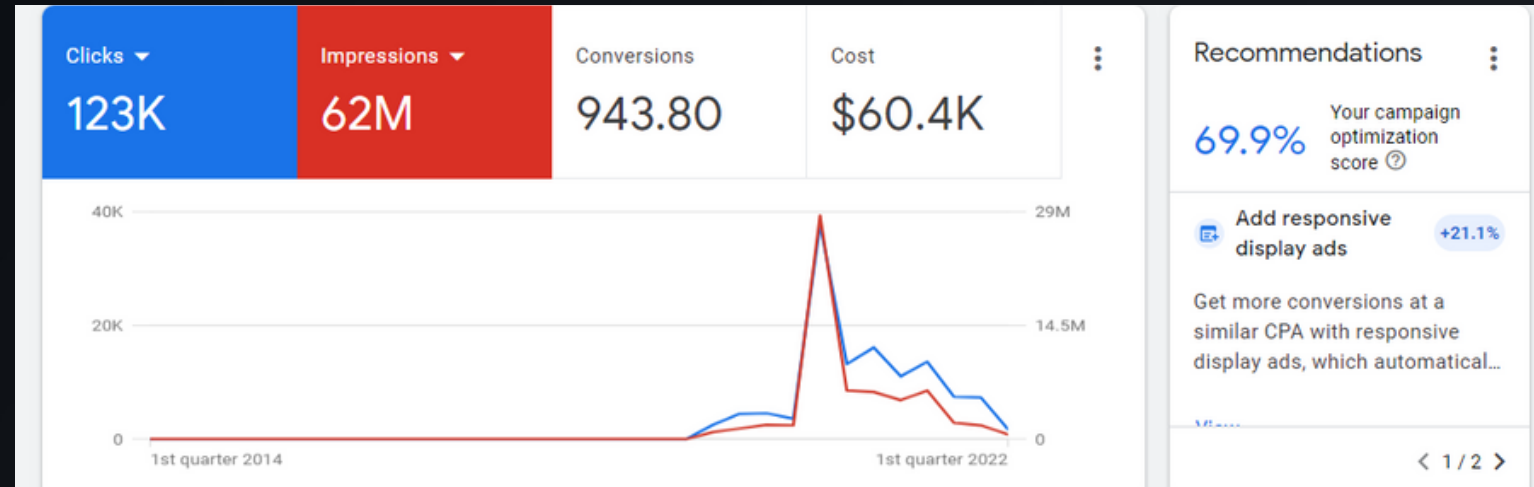 Clicks
Impressions
Conversions
Cost
123K
62M
943.80
$60.4K
40K
29M
20K
14.5M
0
0
1st quarter 2014
1st quarter 2022
Recommendations
69.9%
Your campaign
optimization
score
Add responsive
display ads
+21.1%
Get more conversions at a
similar CPA with responsive
display ads, which automatical...
View
1 / 2